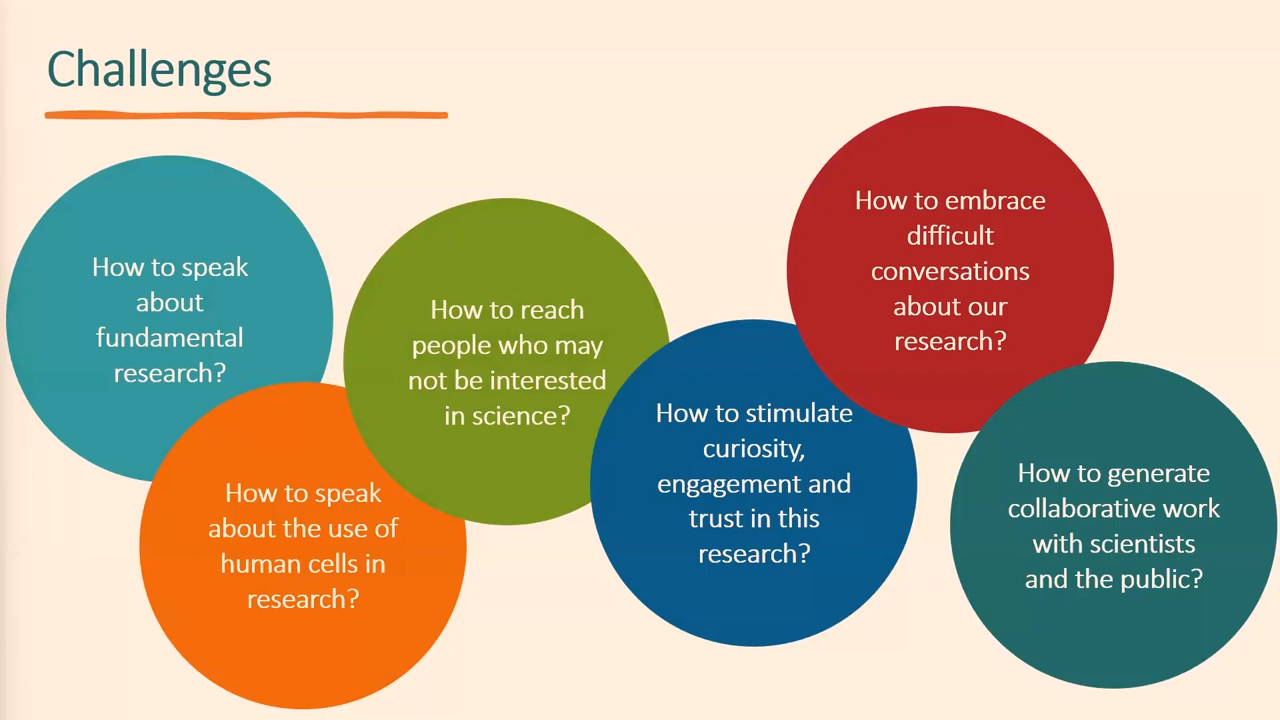 Challenges
How to speak
about
fundamental
research?
How to speak
about the use of
human cells in
research?
How to reach
people who may
not be interested
in science?
How to stimulate
curiosity,
engagement and
trust in this
research?
How to embrace
difficult
conversations
about our
research?
How to generate
collaborative work
with scientists
and the public?